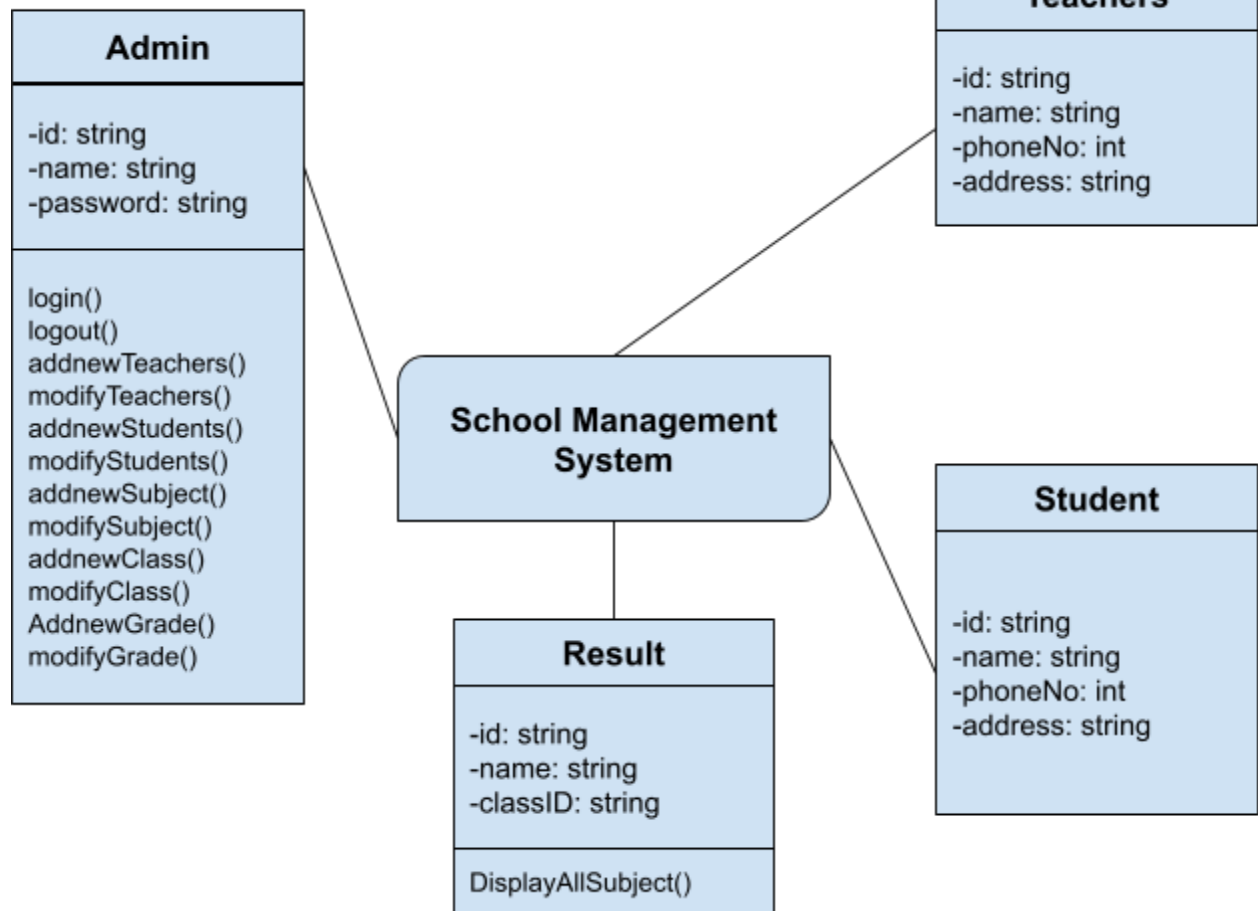 Admin
-id: string
-name: string
-password: string
login()
logout()
addnewTeachers()
modifyTeachers()
addnewStudents()
modifyStudents()
addnewSubject()
modifySubject()
addnewClass()
modifyClass()
AddnewGrade()
modifyGrade()
Teachers
-id: string
-name: string
-phoneNo: int
-address: string
School Management
System
Student
-id: string
-name: string
-phoneNo: int
-address: string
Result
-id: string
-name: string
-classID: string
DisplayAllSubject()